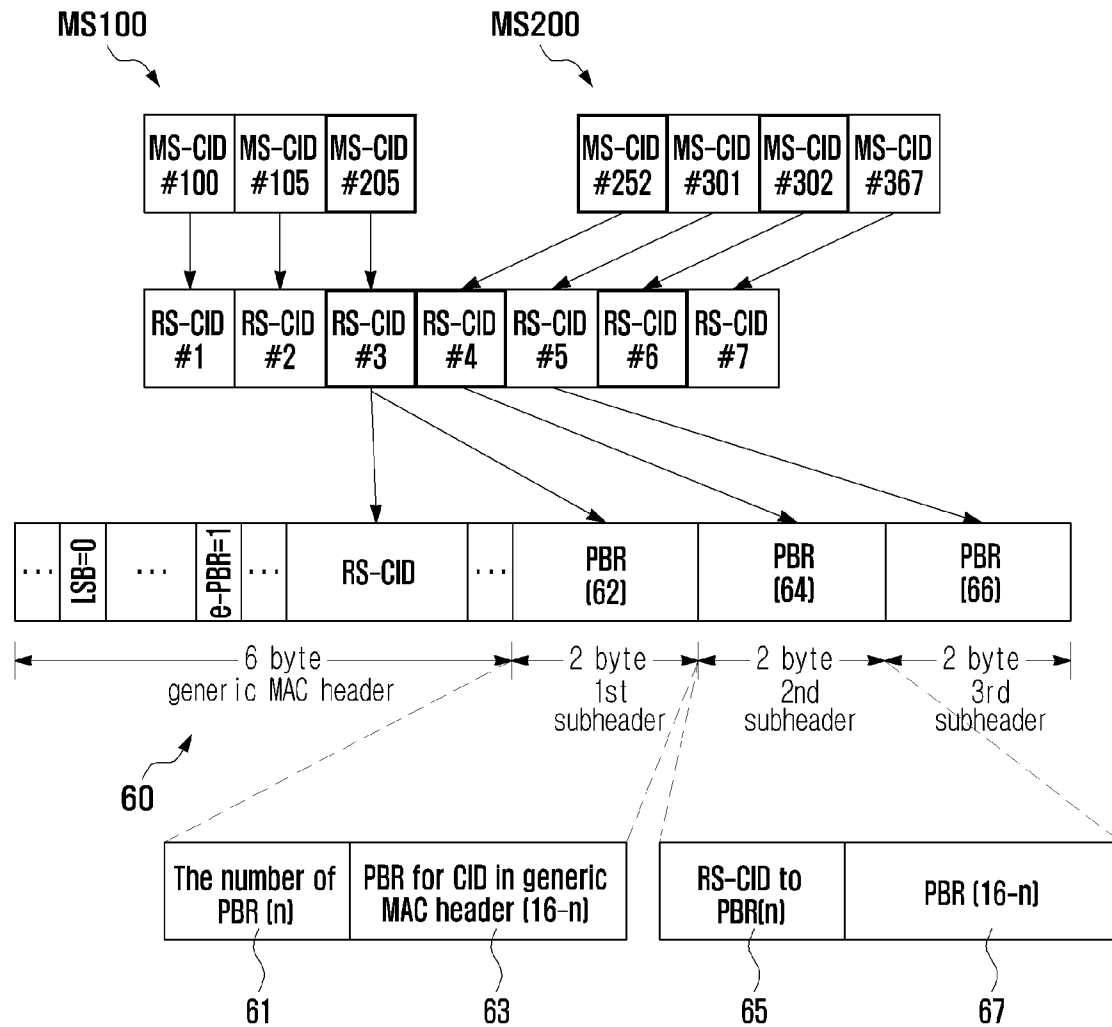 MS100
MS200
MS-CID #100
MS-CID #105
MS-CID #205
MS-CID #252
MS-CID #301
MS-CID #302
MS-CID #367
RS-CID #1
RS-CID #2
RS-CID #3
RS-CID #4
RS-CID #5
RS-CID #6
RS-CID #7
...
LSB=0
...
e-PBR=1
...
RS-CID
...
PBR (62)
PBR (64)
PBR (66)
6 byte
generic MAC header
2 byte
1st
subheader
2 byte
2nd
subheader
2 byte
3rd
subheader
60
The number of
PBR (n)
PBR for CID in generic
MAC header (16-n)
RS-CID to
PBR(n)
PBR (16-n)
61
63
65
67